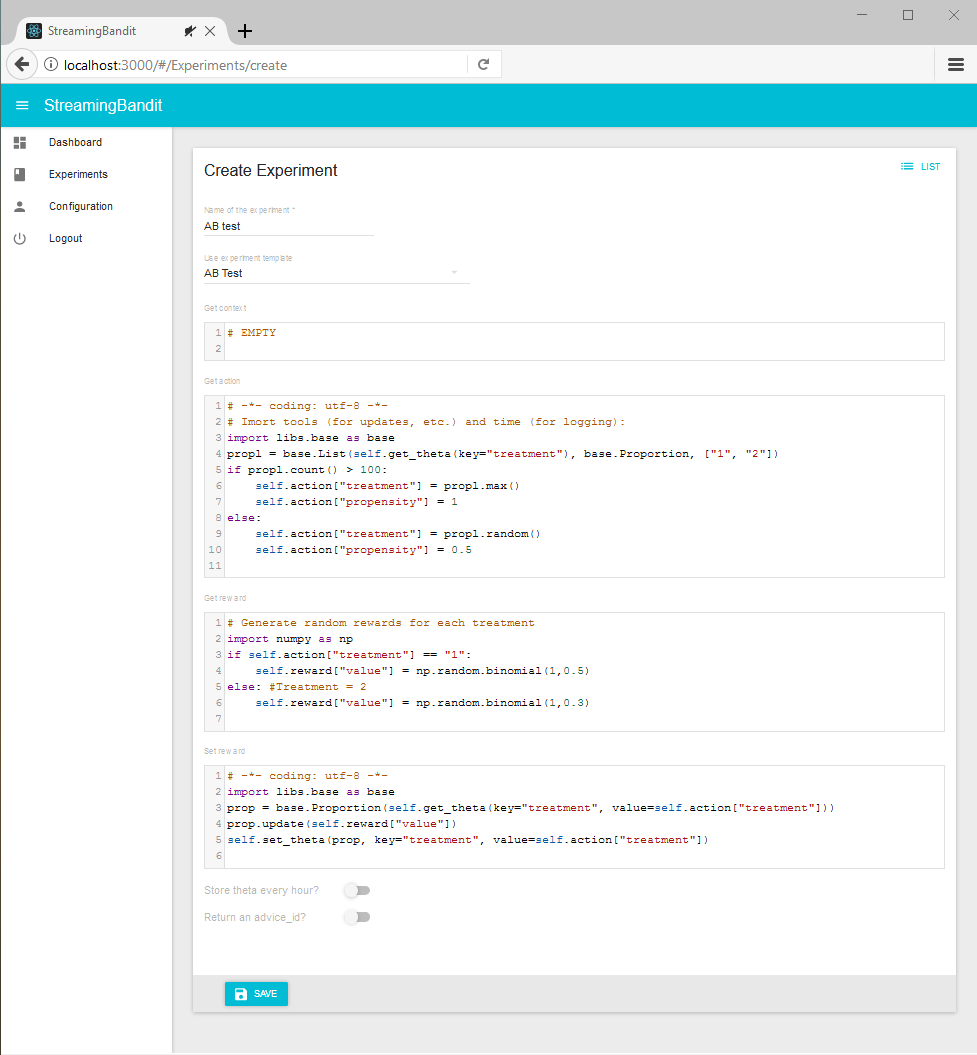 StreamingBandit
localhost:3000/#/Experiments/create
StreamingBandit
Dashboard
Experiments
Configuration
Logout
Create Experiment
LIST
Name of the experiment *
AB test
Use experiment template
AB Test
Get context
1 # EMPTY
2
Get action
1 # -*- coding: utf-8 -*-
2 # Imort tools (for updates, etc.) and time (for logging):
3 import libs.base as base
4 propl = base.List(self.get_theta(key="treatment"), base.Proportion, ["1", "2"])
5 if propl.count() > 100:
6     self.action["treatment"] = propl.max()
7     self.action["propensity"] = 1
8 else:
9     self.action["treatment"] = propl.random()
10     self.action["propensity"] = 0.5
11
Get reward
1 # Generate random rewards for each treatment
2 import numpy as np
3 if self.action["treatment"] == "1":
4     self.reward["value"] = np.random.binomial(1,0.5)
5 else: #Treatment = 2
6     self.reward["value"] = np.random.binomial(1,0.3)
7
Set reward
1 # -*- coding: utf-8 -*-
2 import libs.base as base
3 prop = base.Proportion(self.get_theta(key="treatment", value=self.action["treatment"]))
4 prop.update(self.reward["value"])
5 self.set_theta(prop, key="treatment", value=self.action["treatment"])
6
Store theta every hour?
Return an advice_id?
SAVE